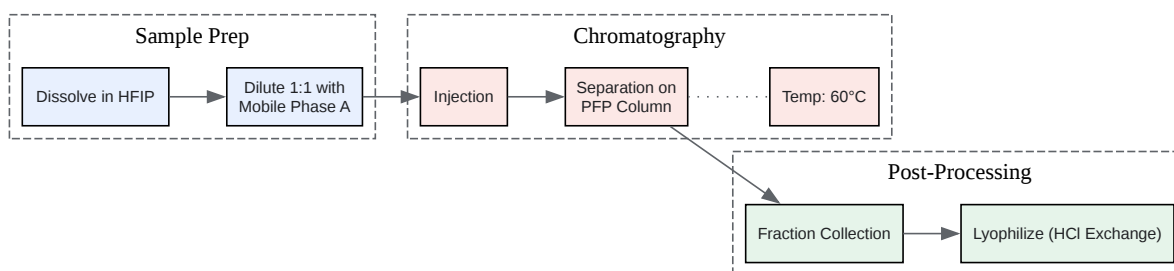 Sample Prep
Dissolve in HFIP
Dilute 1:1 with
Mobile Phase A
Chromatography
Injection
Separation on
PFP Column
Temp: 60°C
Post-Processing
Fraction Collection
Lyophilize (HCl Exchange)